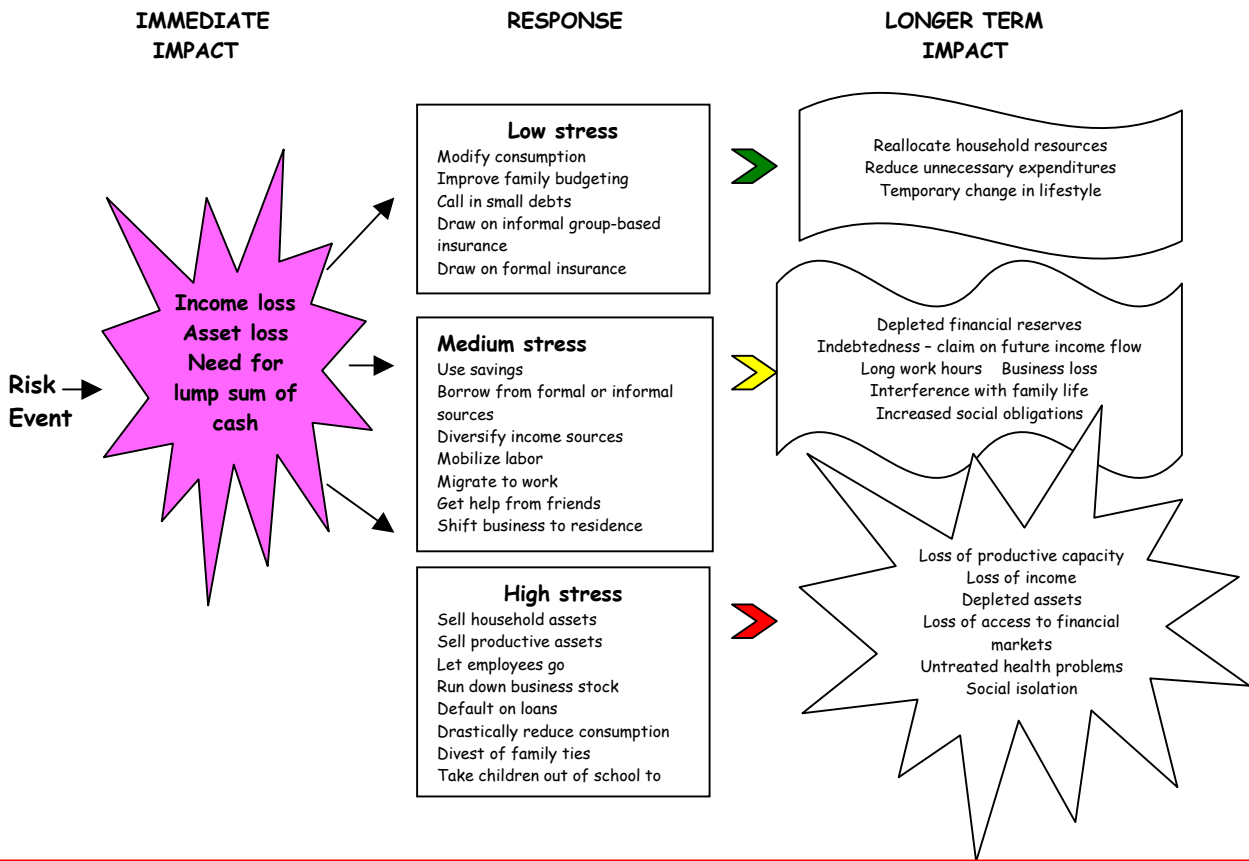 IMMEDIATE
IMPACT
RESPONSE
LONGER TERM
IMPACT
Risk
Event
Income loss
Asset loss
Need for
lump sum of
cash
Low stress
Modify consumption
Improve family budgeting
Call in small debts
Draw on informal group-based
insurance
Draw on formal insurance
Reallocate household resources
Reduce unnecessary expenditures
Temporary change in lifestyle
Medium stress
Use savings
Borrow from formal or informal
sources
Diversify income sources
Mobilize labor
Migrate to work
Get help from friends
Shift business to residence
Depleted financial reserves
Indebtedness – claim on future income flow
Long work hours Business loss
Interference with family life
Increased social obligations
High stress
Sell household assets
Sell productive assets
Let employees go
Run down business stock
Default on loans
Drastically reduce consumption
Divest of family ties
Take children out of school to
Loss of productive capacity
Loss of income
Depleted assets
Loss of access to financial
markets
Untreated health problems
Social isolation